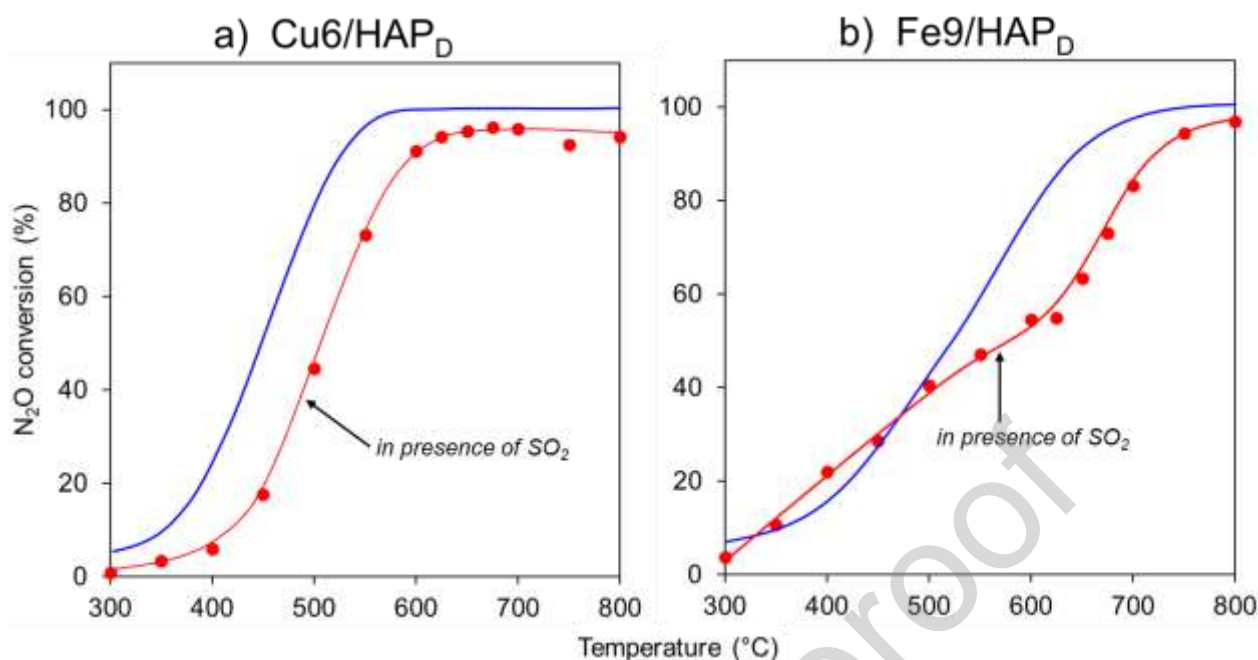 a) Cu6/HAP_D
b) Fe9/HAP_D
N₂O conversion (%)
100
80
60
40
20
0
300 400 500 600 700 800
in presence of SO₂
100
80
60
40
20
0
300 400 500 600 700 800
in presence of SO₂
Temperature (°C)
proof